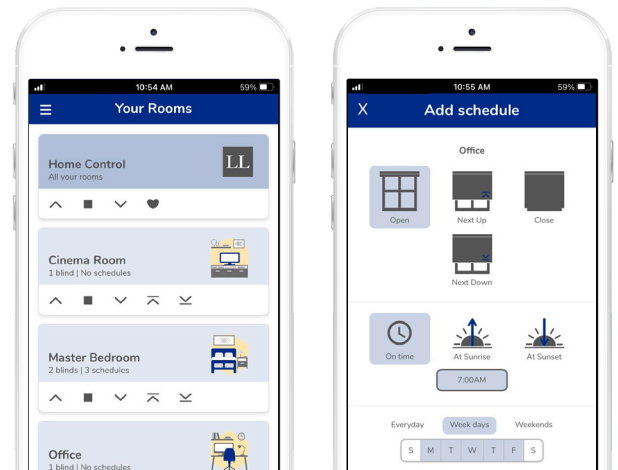 10:54 AM
59%
Your Rooms
Home Control
All your rooms
LL
Cinema Room
1 blind | No schedules
Master Bedroom
2 blinds | 3 schedules
Office
1 blind | No schedules
10:55 AM
59%
X
Add schedule
Office
Open
Next Up
Close
Next Down
On time
At Sunrise
At Sunset
7:00AM
Everyday
Week days
Weekends
S M T W T F S